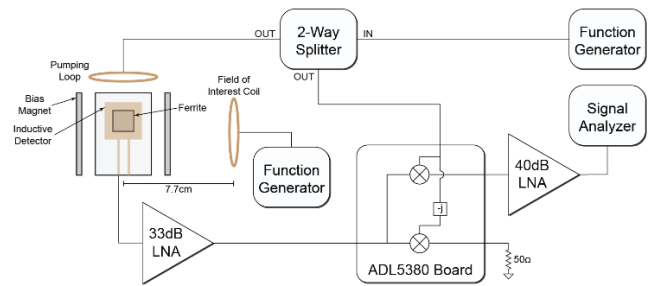 OUT
2-Way
Splitter
IN
Function
Generator
OUT
Pumping
Loop
Bias
Magnet
Ferrite
Inductive
Detector
Field of
Interest Coil
Function
Generator
Signal
Analyzer
7.7cm
33dB
LNA
-j
40dB
LNA
50Ω
ADL5380 Board